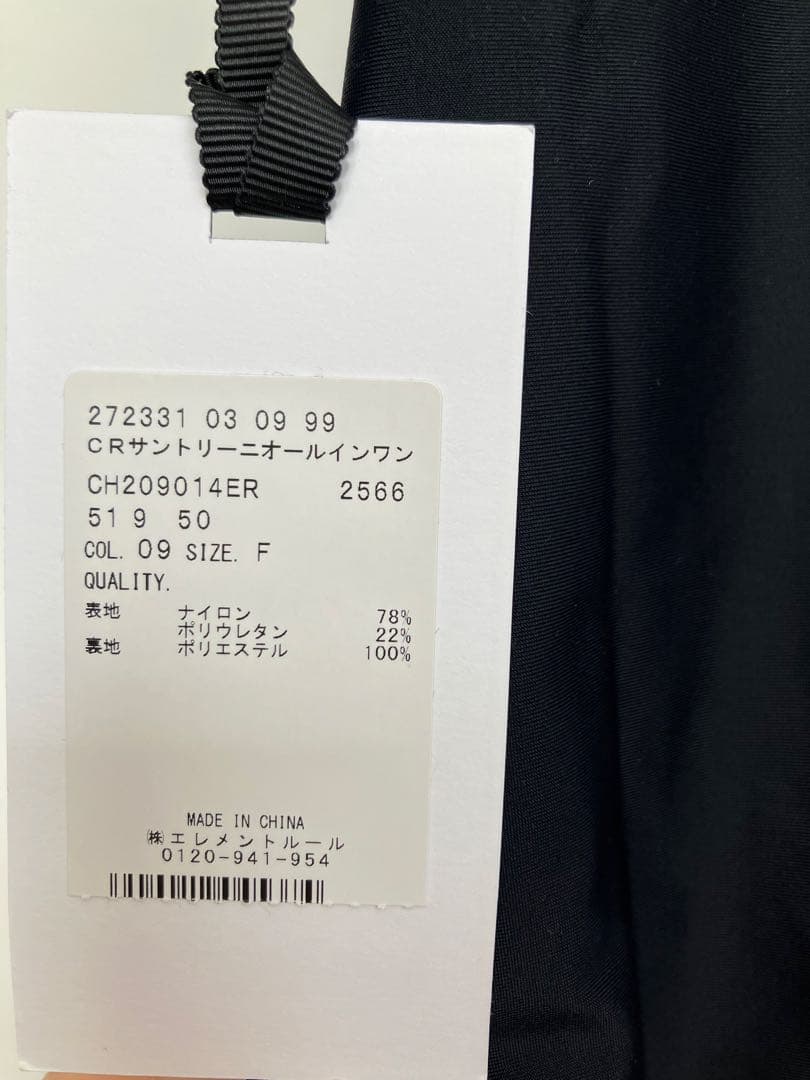 272331 03 09 99
CRサントリーニオールインワン
CH209014ER 2566
51 9 50
COL. 09 SIZE. F
QUALITY.
表地 ナイロン 78%
ポリウレタン 22%
裏地 ポリエステル 100%
MADE IN CHINA
㈱エレメントルール
0120-941-954